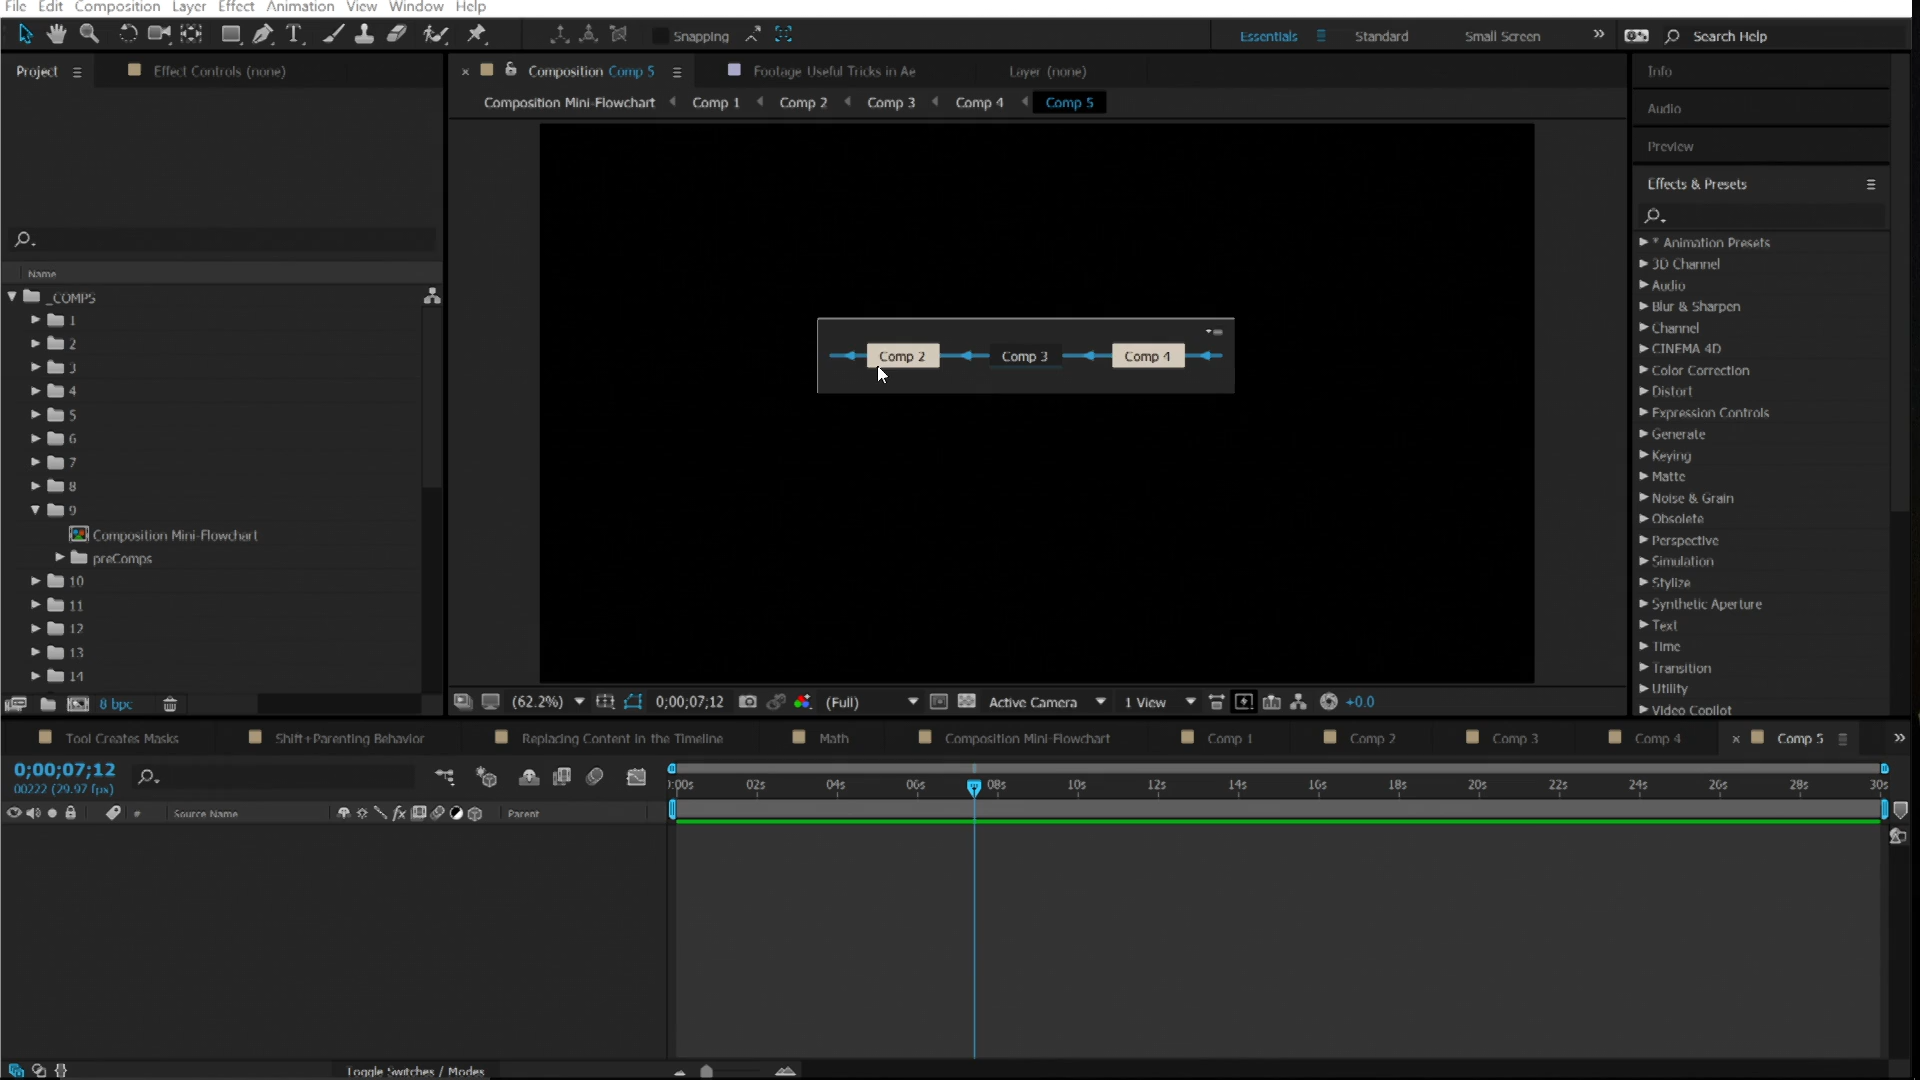 File Edit Composition Layer Effect Animation View Window Help
Snapping Essentials Standard Small Screen Search Help
Project Effect Controls (none) Composition Comp 5 Footage Useful Tricks in Ae Layer (none) Info
Composition Mini-Flowchart Comp 1 Comp 2 Comp 3 Comp 4 Comp 5
Audio
Preview
Effects & Presets
Name
_COMPS
1
2
3
4
5
6
7
8
9
Composition Mini-Flowchart
preComps
10
11
12
13
14
8 bpc
Comp 2 Comp 3 Comp 4
* Animation Presets
3D Channel
Audio
Blur & Sharpen
Channel
CINEMA 4D
Color Correction
Distort
Expression Controls
Generate
Keying
Matte
Noise & Grain
Obsolete
Perspective
Simulation
Stylize
Synthetic Aperture
Text
Time
Transition
Utility
Video Copilot
(62.2%) 0;00;07;12 (Full) Active Camera 1 View +0.0
Tool Creates Masks Shift+Parenting Behavior Replacing Content in the Timeline Math Composition Mini-Flowchart Comp 1 Comp 2 Comp 3 Comp 4 Comp 5
0;00;07;12
00222 (29.97 fps)
):00s 02s 04s 06s 08s 10s 12s 14s 16s 18s 20s 22s 24s 26s 28s 30s
# Source Name fx Parent
Toggle Switches / Modes